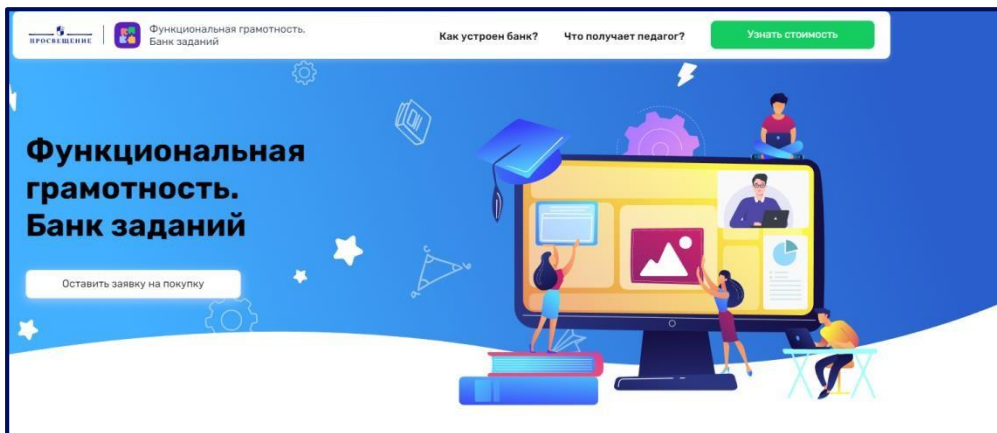 ПРОСВЕЩЕНИЕ
Функциональная грамотность.
Банк заданий
Как устроен банк?
Что получает педагог?
Узнать стоимость
Функциональная
грамотность.
Банк заданий
Оставить заявку на покупку